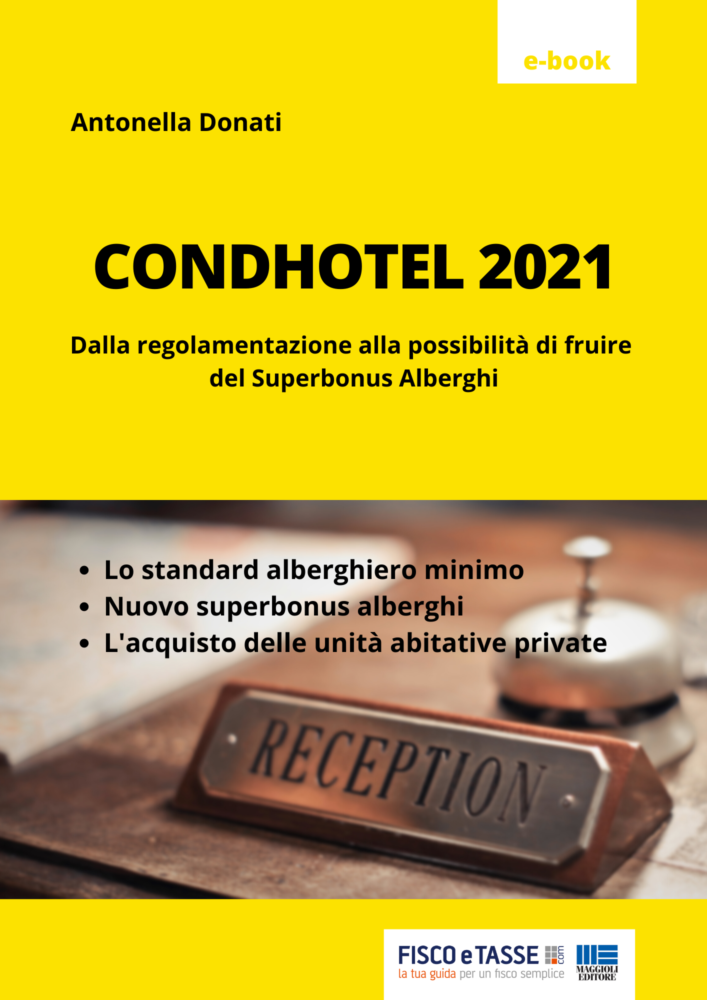 e-book
Antonella Donati
CONDHOTEL 2021
Dalla regolamentazione alla possibilità di fruire
del Superbonus Alberghi
• Lo standard alberghiero minimo
• Nuovo superbonus alberghi
• L'acquisto delle unità abitative private
RECEPTION
FISCO e TASSE .com
la tua guida per un fisco semplice
MAGGIOLI
EDITORE